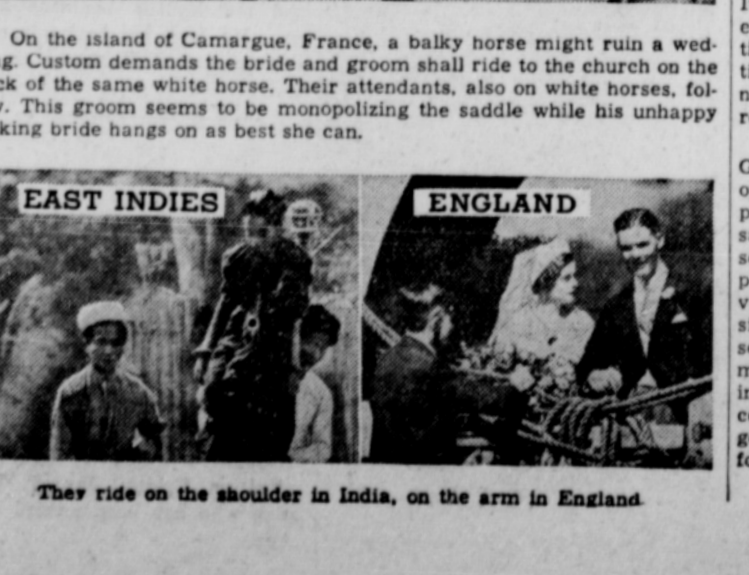 On the island of Camargue, France, a balky horse might ruin a wed-
g. Custom demands the bride and groom shall ride to the church on the
ck of the same white horse. Their attendants, also on white horses, fol-
. This groom seems to be monopolizing the saddle while his unhappy
king bride hangs on as best she can.
EAST INDIES
ENGLAND
They ride on the shoulder in India, on the arm in England